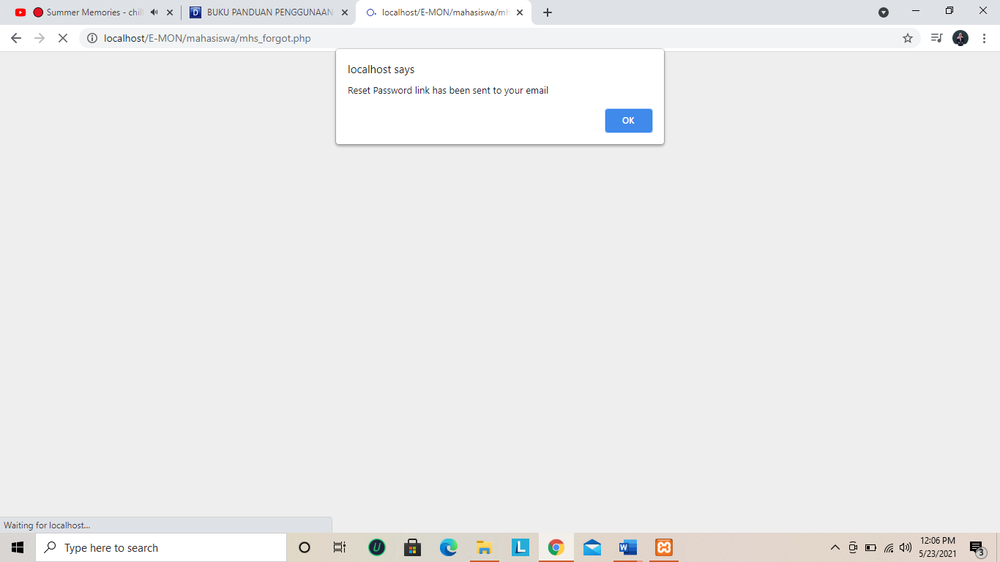 Summer Memories - chil
BUKU PANDUAN PENGGUNAAN
localhost/E-MON/mahasiswa/mh
localhost/E-MON/mahasiswa/mhs_forgot.php
localhost says
Reset Password link has been sent to your email
OK
Waiting for localhost...
Type here to search
12:06 PM
5/23/2021
3